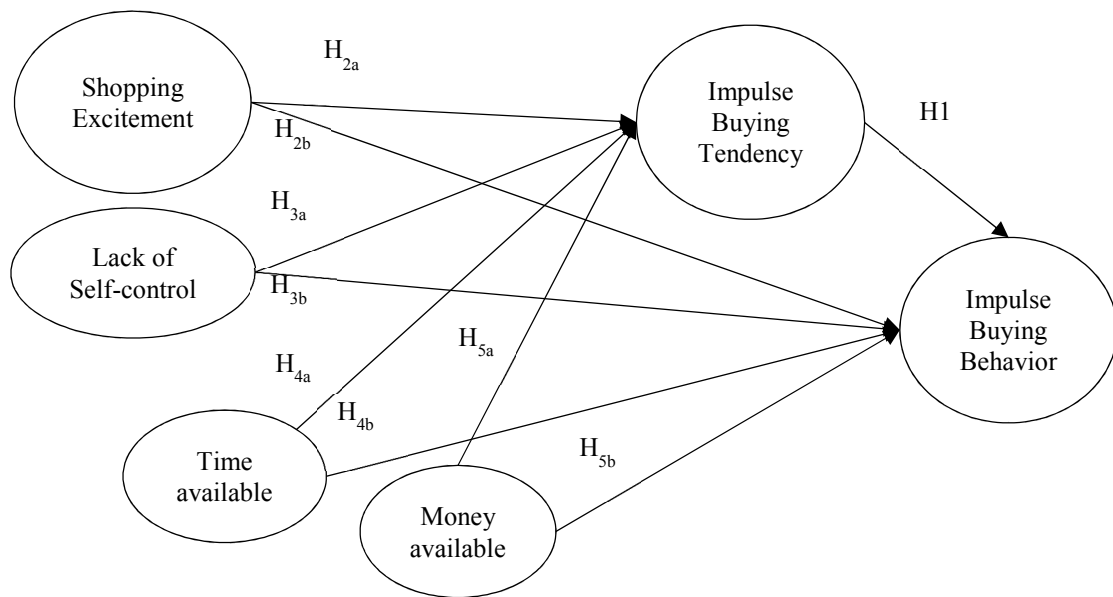 H2a
Shopping
Excitement
Impulse
Buying
Tendency
H1
H2b
H3a
Lack of
Self-control
H3b
Impulse
Buying
Behavior
H5a
H4a
H4b
Time
available
H5b
Money
available